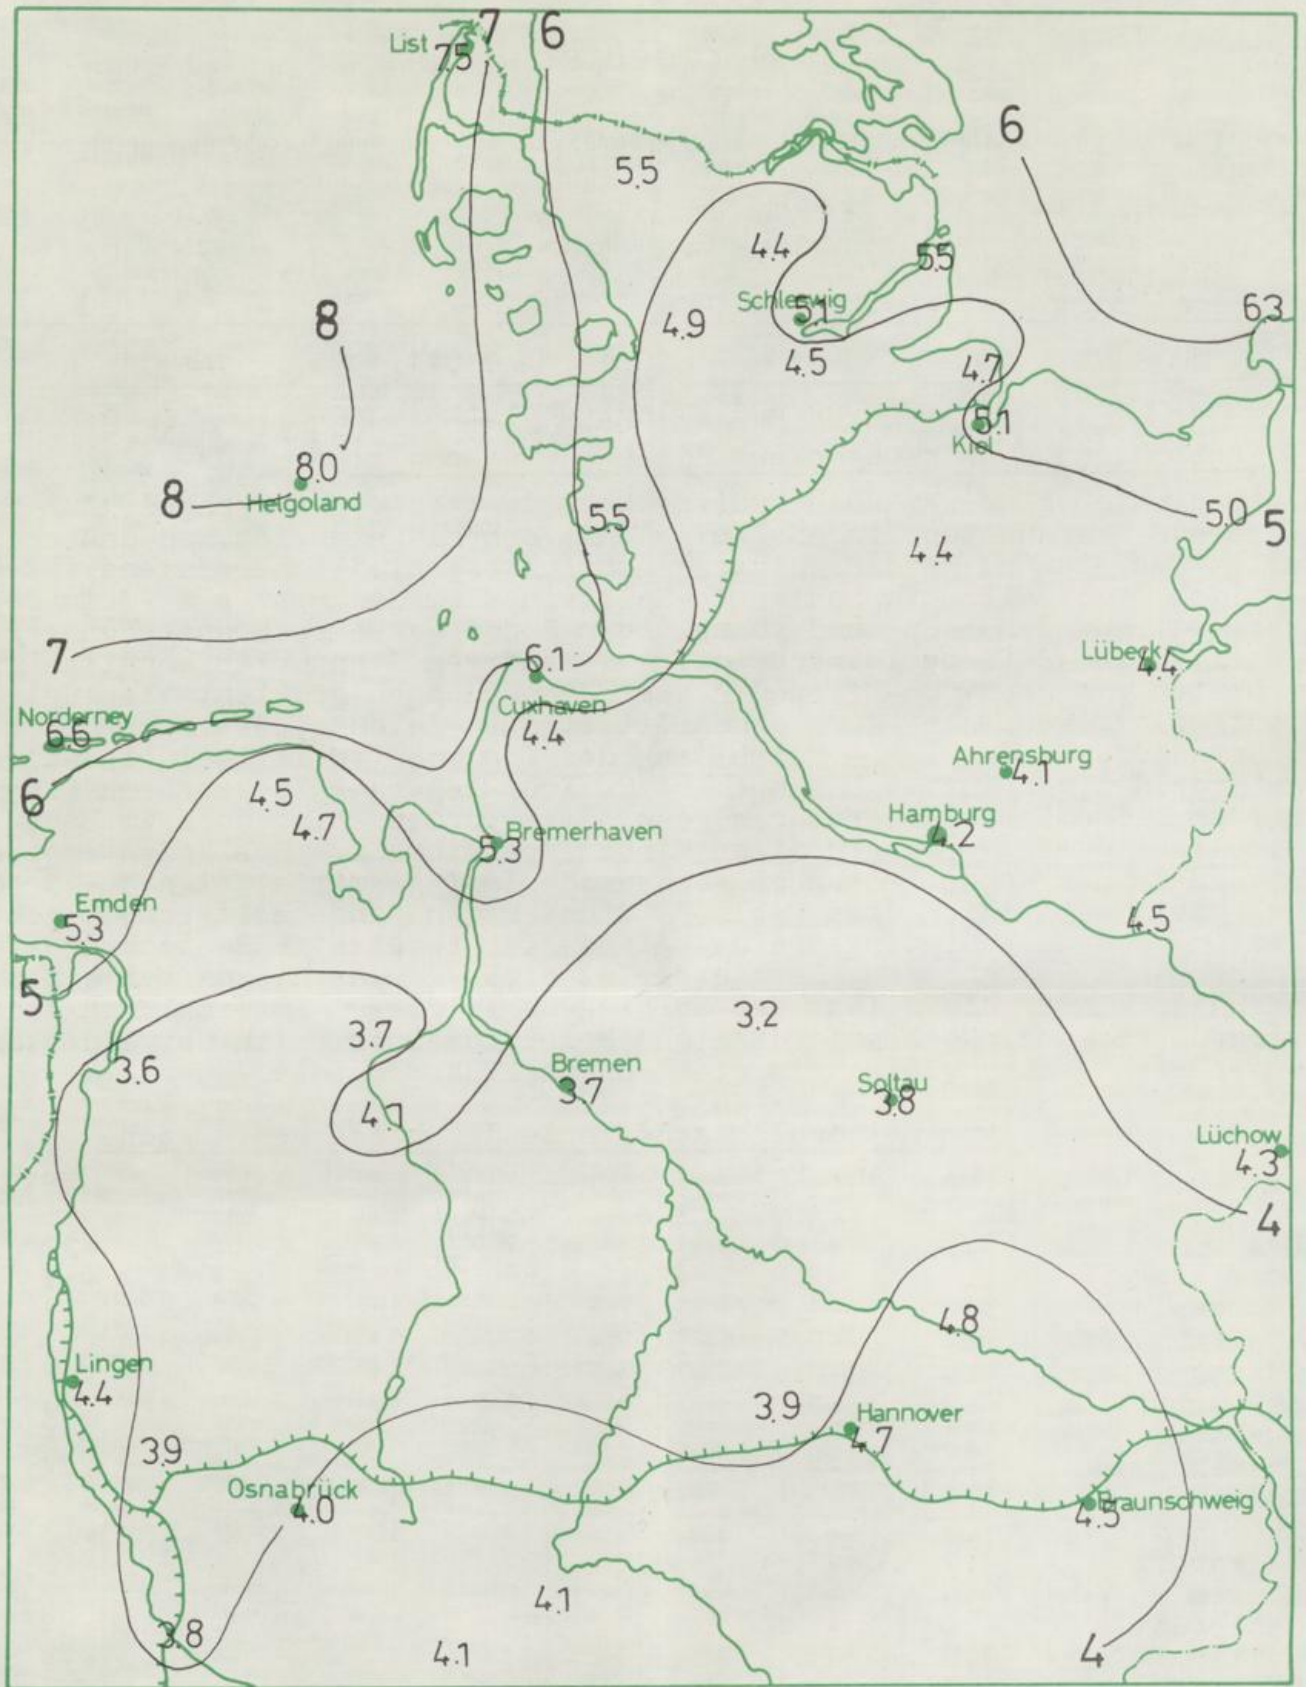 7 6
List
7.5
6
5.5
4.4
5.5
Schleswig
5.1
6.3
8
4.9
4.5
4.7
5.1
Kiel
8.0
8
Helgoland
5.5
5.0
5
4.4
7
6.1
Lübeck
4.4
Norderney
6.6
Cuxhaven
4.4
Ahrensburg
4.1
6
4.5
4.7
Bremerhaven
5.3
Hamburg
4.2
Emden
5.3
4.5
5
3.7
3.2
3.6
Bremen
3.7
Soltau
3.8
4.1
Lüchow
4.3
4
4.8
Lingen
4.4
3.9
Hannover
4.7
3.9
Osnabrück
4.0
Braunschweig
4.5
4.1
3.8
4.1
4